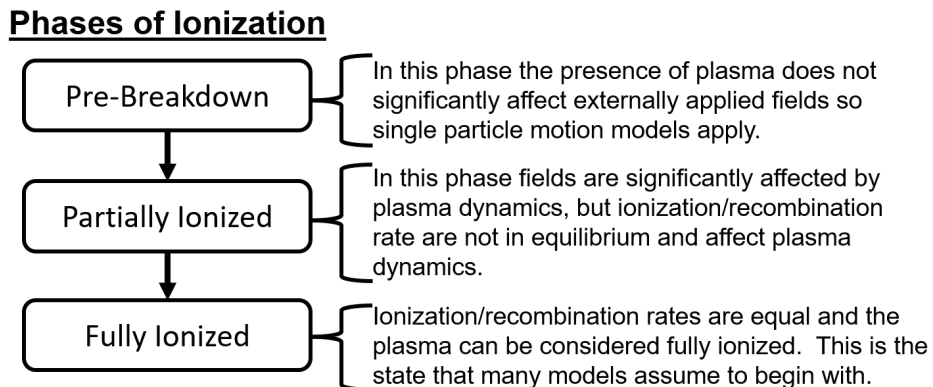 Phases of Ionization
Pre-Breakdown
In this phase the presence of plasma does not
significantly affect externally applied fields so
single particle motion models apply.
Partially Ionized
In this phase fields are significantly affected by
plasma dynamics, but ionization/recombination
rate are not in equilibrium and affect plasma
dynamics.
Fully Ionized
Ionization/recombination rates are equal and the
plasma can be considered fully ionized.  This is the
state that many models assume to begin with.